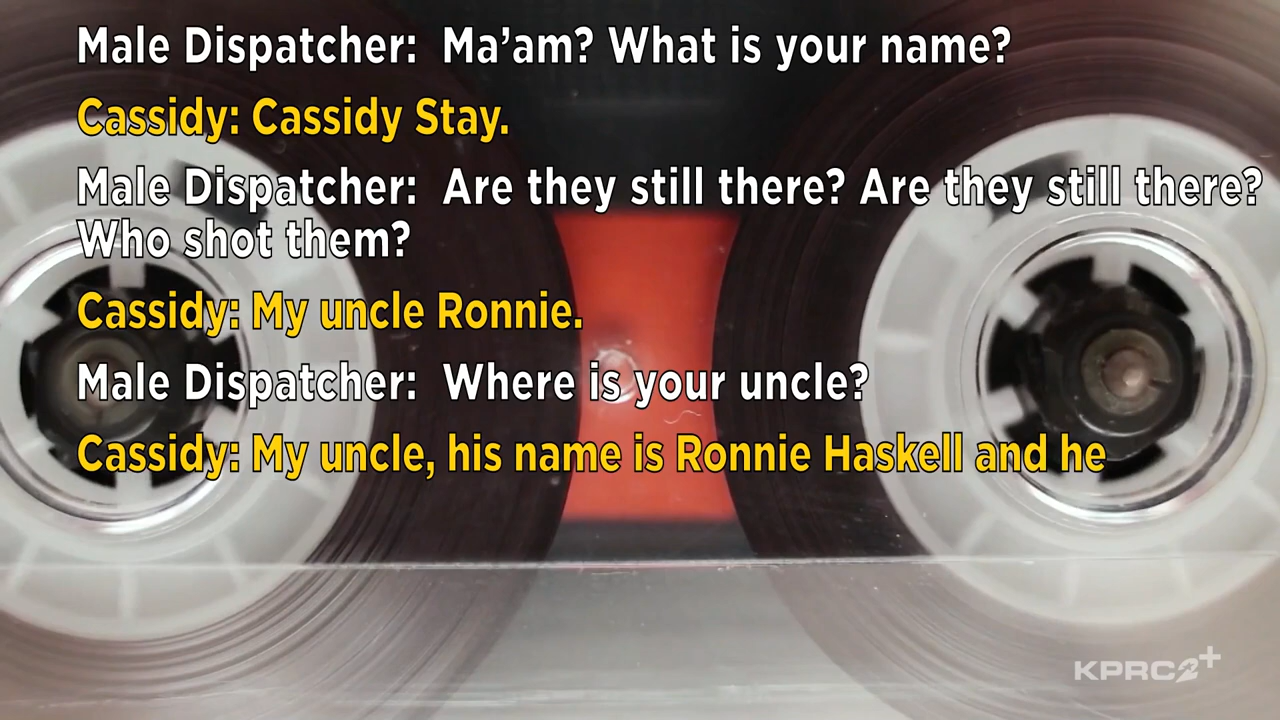 Male Dispatcher:  Ma’am? What is your name?
Cassidy: Cassidy Stay.
Male Dispatcher:  Are they still there? Are they still there?
Who shot them?
Cassidy: My uncle Ronnie.
Male Dispatcher:  Where is your uncle?
Cassidy: My uncle, his name is Ronnie Haskell and he
KPRC2+